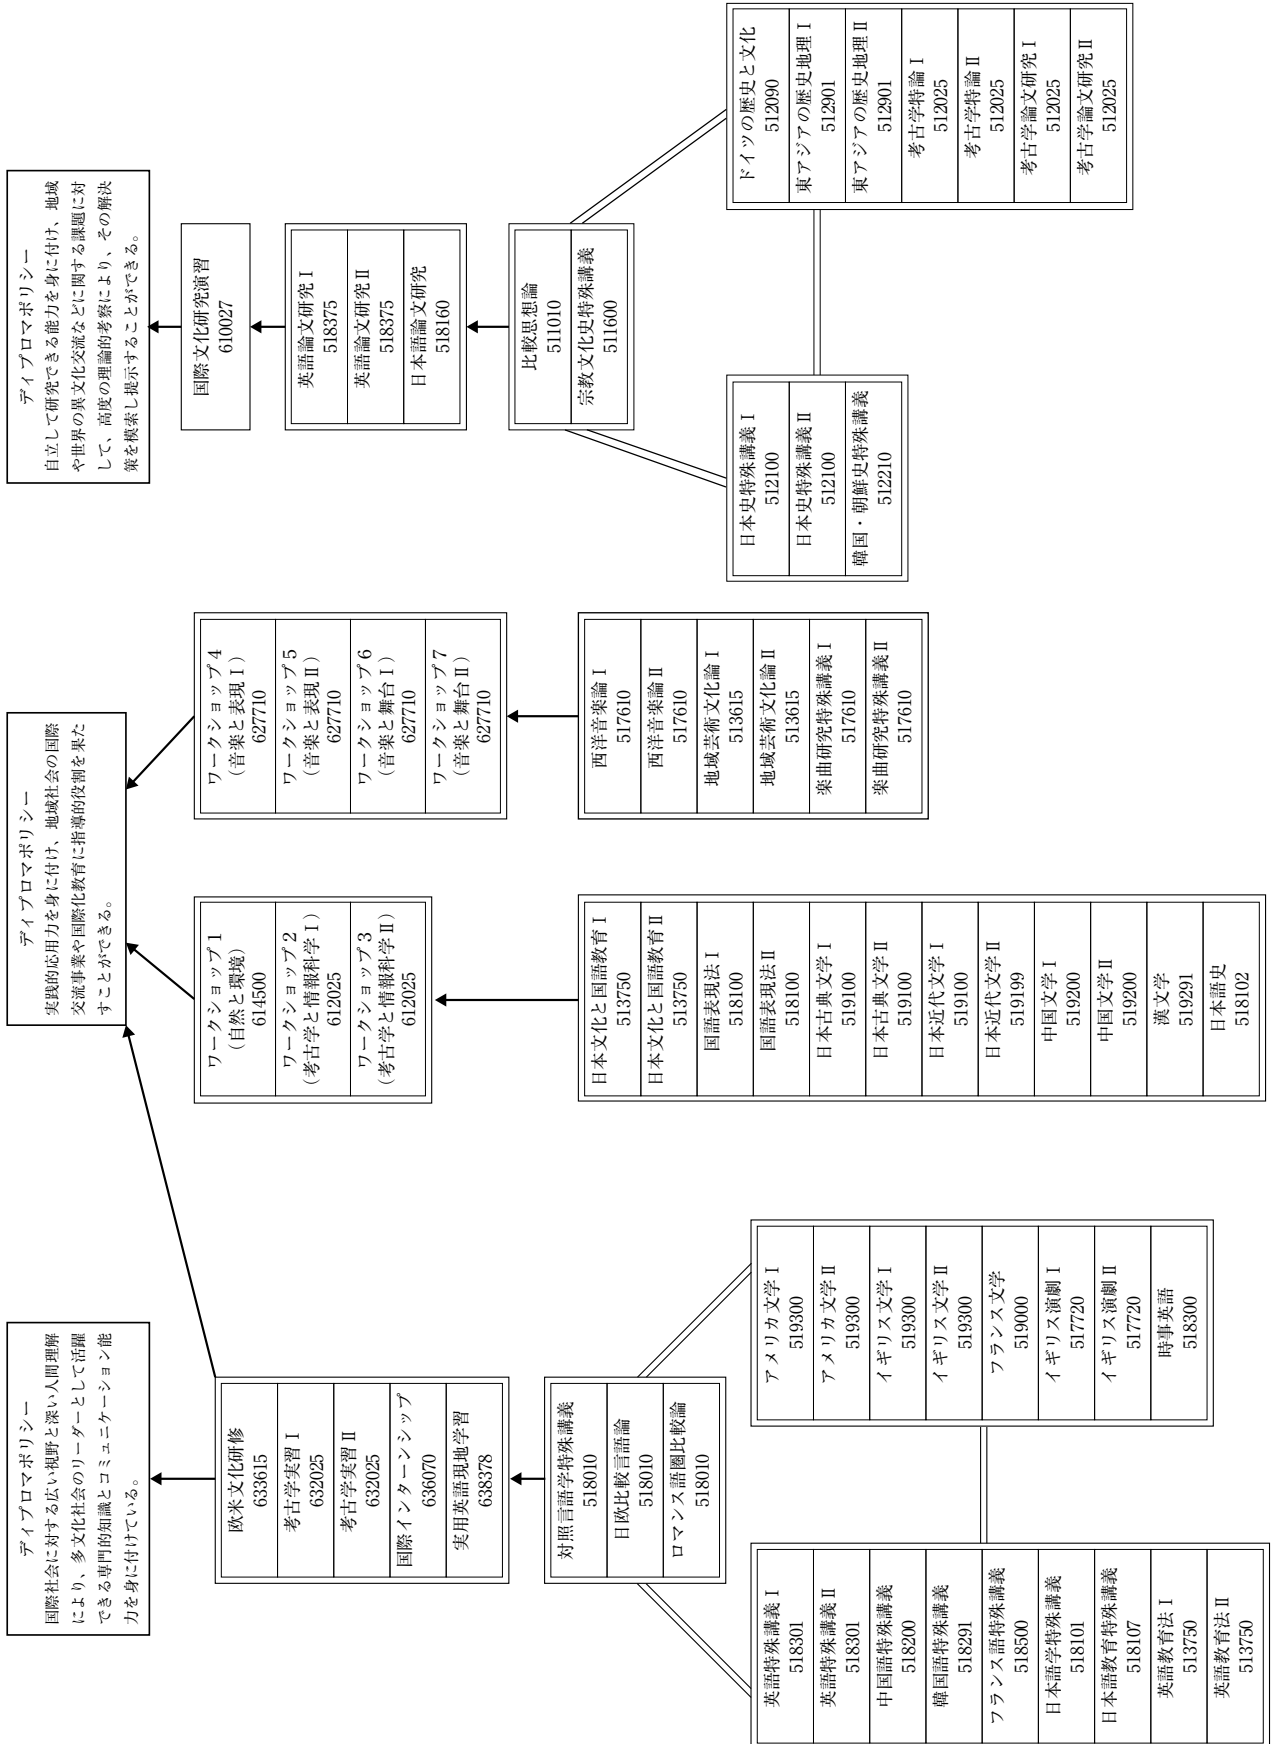 ディプロマポリシー
国際社会に対する広い視野と深い人間理解
により、多文化社会のリーダーとして活躍
できる専門的知識とコミュニケーション能
力を身に付けている。
ディプロマポリシー
実践的応用力を身に付け、地域社会の国際
交流事業や国際化教育に指導的役割を果た
すことができる。
ディプロマポリシー
自立して研究できる能力を身に付け、地域
や世界の異文化交流などに関する課題に対
して、高度の理論的考察により、その解決
策を模索し提示することができる。
欧米文化研修
633615
考古学実習Ⅰ
632025
考古学実習Ⅱ
632025
国際インターンシップ
636070
実用英語現地学習
638378
対照言語学特殊講義
518010
日欧比較言語論
518010
ロマンス語圏比較論
518010
英語特殊講義Ⅰ
518301
英語特殊講義Ⅱ
518301
中国語特殊講義
518200
韓国語特殊講義
518291
フランス語特殊講義
518500
日本語学特殊講義
518101
日本語教育特殊講義
518107
英語教育法Ⅰ
513750
英語教育法Ⅱ
513750
アメリカ文学Ⅰ
519300
アメリカ文学Ⅱ
519300
イギリス文学Ⅰ
519300
イギリス文学Ⅱ
519300
フランス文学
519000
イギリス演劇Ⅰ
517720
イギリス演劇Ⅱ
517720
時事英語
518300
ワークショップ1
(自然と環境)
614500
ワークショップ2
(考古学と情報科学Ⅰ)
612025
ワークショップ3
(考古学と情報科学Ⅱ)
612025
日本文化と国語教育Ⅰ
513750
日本文化と国語教育Ⅱ
513750
国語表現法Ⅰ
518100
国語表現法Ⅱ
518100
日本古典文学Ⅰ
519100
日本古典文学Ⅱ
519100
日本近代文学Ⅰ
519100
日本近代文学Ⅱ
519199
中国文学Ⅰ
519200
中国文学Ⅱ
519200
漢文学
519291
日本語史
518102
ワークショップ4
(音楽と表現Ⅰ)
627710
ワークショップ5
(音楽と表現Ⅱ)
627710
ワークショップ6
(音楽と舞台Ⅰ)
627710
ワークショップ7
(音楽と舞台Ⅱ)
627710
西洋音楽論Ⅰ
517610
西洋音楽論Ⅱ
517610
地域芸術文化論Ⅰ
513615
地域芸術文化論Ⅱ
513615
楽曲研究特殊講義Ⅰ
517610
楽曲研究特殊講義Ⅱ
517610
国際文化研究演習
610027
英語論文研究Ⅰ
518375
英語論文研究Ⅱ
518375
日本語論文研究
518160
比較思想論
511010
宗教文化史特殊講義
511600
日本史特殊講義Ⅰ
512100
日本史特殊講義Ⅱ
512100
韓国・朝鮮史特殊講義
512210
ドイツの歴史と文化
512090
東アジアの歴史地理Ⅰ
512901
東アジアの歴史地理Ⅱ
512901
考古学特論Ⅰ
512025
考古学特論Ⅱ
512025
考古学論文研究Ⅰ
512025
考古学論文研究Ⅱ
512025